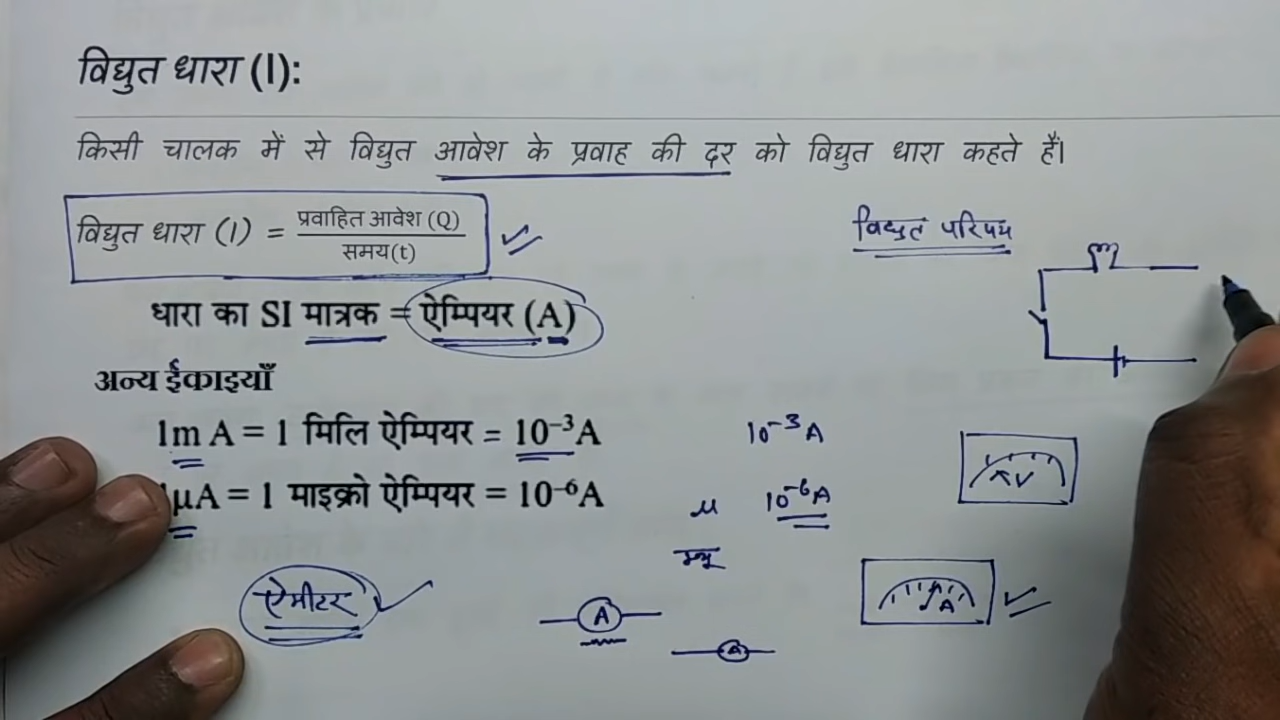 विद्युत धारा (I):
किसी चालक में से विद्युत आवेश के प्रवाह की दर को विद्युत धारा कहते हैं।
विद्युत धारा (I) = प्रवाहित आवेश (Q) / समय(t)
विद्युत परिपथ
धारा का SI मात्रक = ऐम्पियर (A)
अन्य ईकाइयाँ
1m A = 1 मिलि ऐम्पियर = 10⁻³A
10⁻³A
V
μA = 1 माइक्रो ऐम्पियर = 10⁻⁶A
μ 10⁻⁶A
म्यू
ऐमीटर
A
A
A